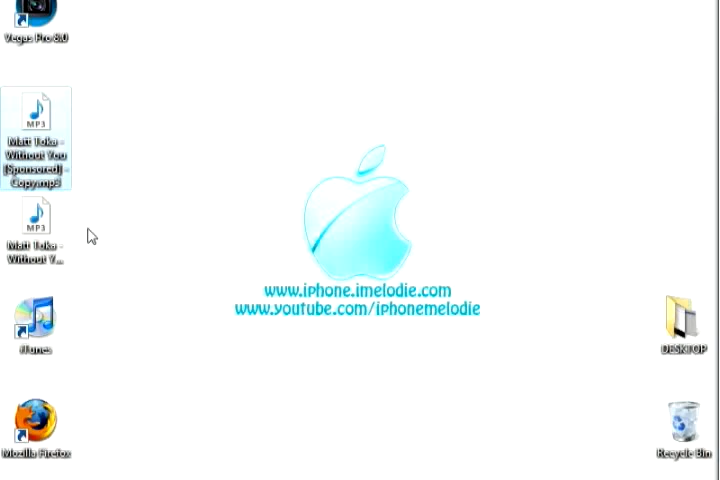 Vegas Pro 8.0
MP3
Matt Toka -
Without You
[Sponsored] -
Copy.mp3
MP3
Matt Toka -
Without Y...
iTunes
Mozilla Firefox
www.iphone.imelodie.com
www.youtube.com/iphonemelodie
DESKTOP
Recycle Bin